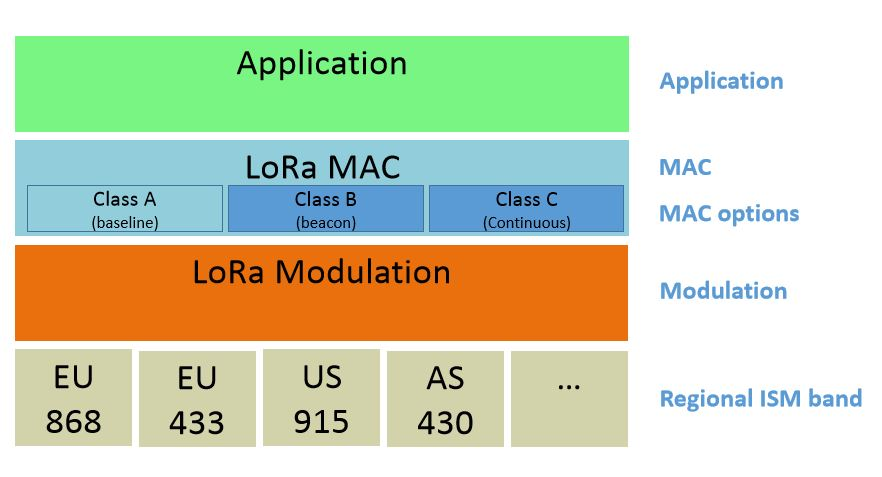 Application
Application
LoRa MAC
MAC
Class A
(baseline)
Class B
(beacon)
Class C
(Continuous)
MAC options
LoRa Modulation
Modulation
EU
868
EU
433
US
915
AS
430
...
Regional ISM band